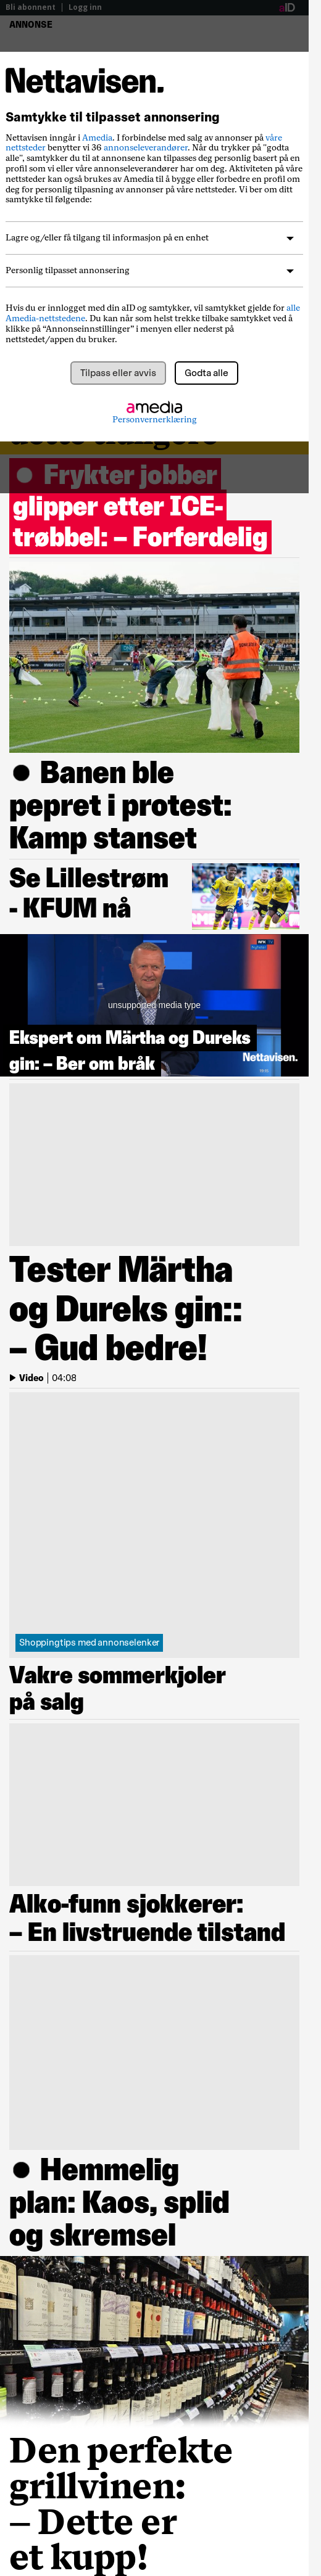 Bli abonnent | Logg inn
aID
ANNONSE
Nettavisen.
Samtykke til tilpasset annonsering
Nettavisen inngår i Amedia. I forbindelse med salg av annonser på våre
nettsteder benytter vi 36 annonseleverandører. Når du trykker på "godta
alle", samtykker du til at annonsene kan tilpasses deg personlig basert på en
profil som vi eller våre annonseleverandører har om deg. Aktiviteten på våre
nettsteder kan også brukes av Amedia til å bygge eller forbedre en profil om
deg for personlig tilpasning av annonser på våre nettsteder. Vi ber om ditt
samtykke til følgende:
Lagre og/eller få tilgang til informasjon på en enhet
Personlig tilpasset annonsering
Hvis du er innlogget med din aID og samtykker, vil samtykket gjelde for alle
Amedia-nettstedene. Du kan når som helst trekke tilbake samtykket ved å
klikke på “Annonseinnstillinger” i menyen eller nederst på
nettstedet/appen du bruker.
Tilpass eller avvis
Godta alle
amedia
Personvernerklæring
dette tidligere
Frykter jobber
glipper etter ICE-
trøbbel: – Forferdelig
Banen ble
pepret i protest:
Kamp stanset
Se Lillestrøm
- KFUM nå
unsupported media type
Ekspert om Märtha og Dureks
gin: – Ber om bråk
Nettavisen.
Tester Märtha
og Dureks gin::
– Gud bedre!
Video | 04:08
Shoppingtips med annonselenker
Vakre sommerkjoler
på salg
Alko-funn sjokkerer:
– En livstruende tilstand
Hemmelig
plan: Kaos, splid
og skremsel
Den perfekte
grillvinen:
– Dette er
et kupp!